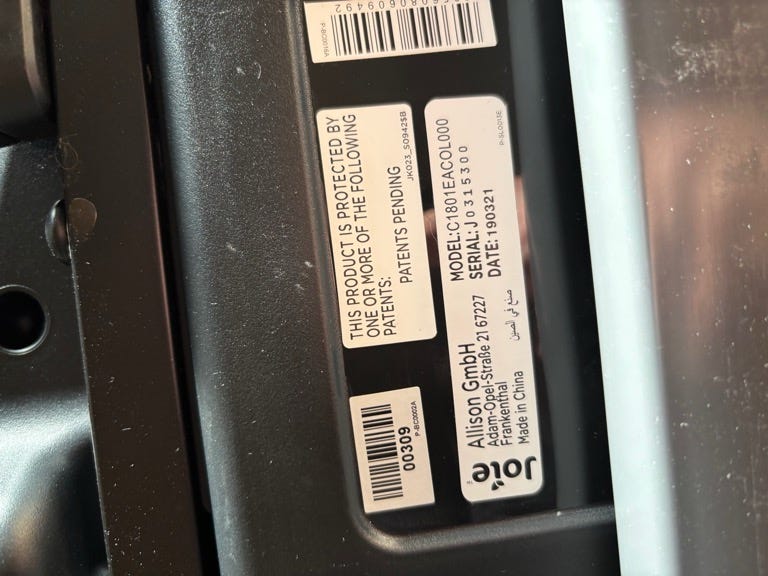 THIS PRODUCT IS PROTECTED BY
ONE OR MORE OF THE FOLLOWING
PATENTS:
PATENTS PENDING
JK023_S0942$B
00309
P-BC0002A
Joie
Allison GmbH
Adam-Opel-Straße 21 67227
Frankenthal
Made in China
صنع في الصين
MODEL:C1801EACOL000
SERIAL:J0315300
DATE:190321
P-SL0013E